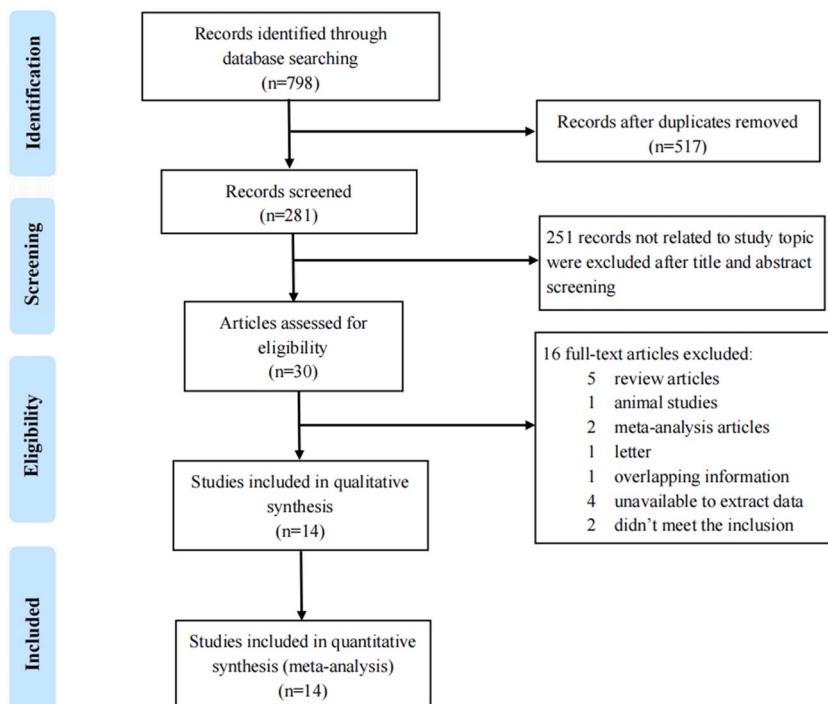 Identification
Records identified through
database searching
(n=798)
Records after duplicates removed
(n=517)
Screening
Records screened
(n=281)
251 records not related to study topic
were excluded after title and abstract
screening
Eligibility
Articles assessed for
eligibility
(n=30)
16 full-text articles excluded:
5 review articles
1 animal studies
2 meta-analysis articles
1 letter
1 overlapping information
4 unavailable to extract data
2 didn’t meet the inclusion
Studies included in qualitative
synthesis
(n=14)
Included
Studies included in quantitative
synthesis (meta-analysis)
(n=14)